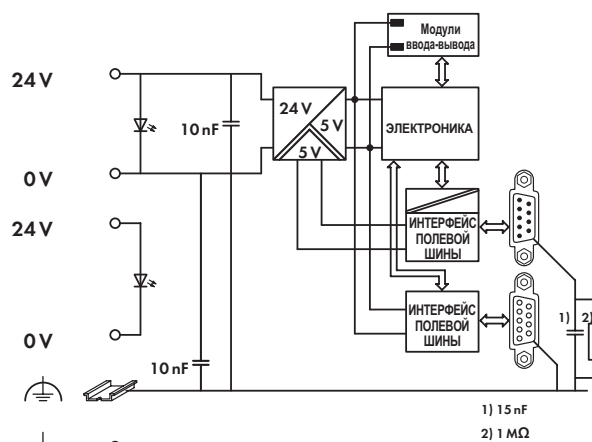 Модули
ввода-вывода
24 V
24 V
5 V
5 V
10 nF
ЭЛЕКТРОНИКА
0 V
24 V
ИНТЕРФЕЙС
ПОЛЕВОЙ
ШИНЫ
ИНТЕРФЕЙС
ПОЛЕВОЙ
ШИНЫ
1)
2)
0 V
10 nF
1) 15 nF
2) 1 MΩ